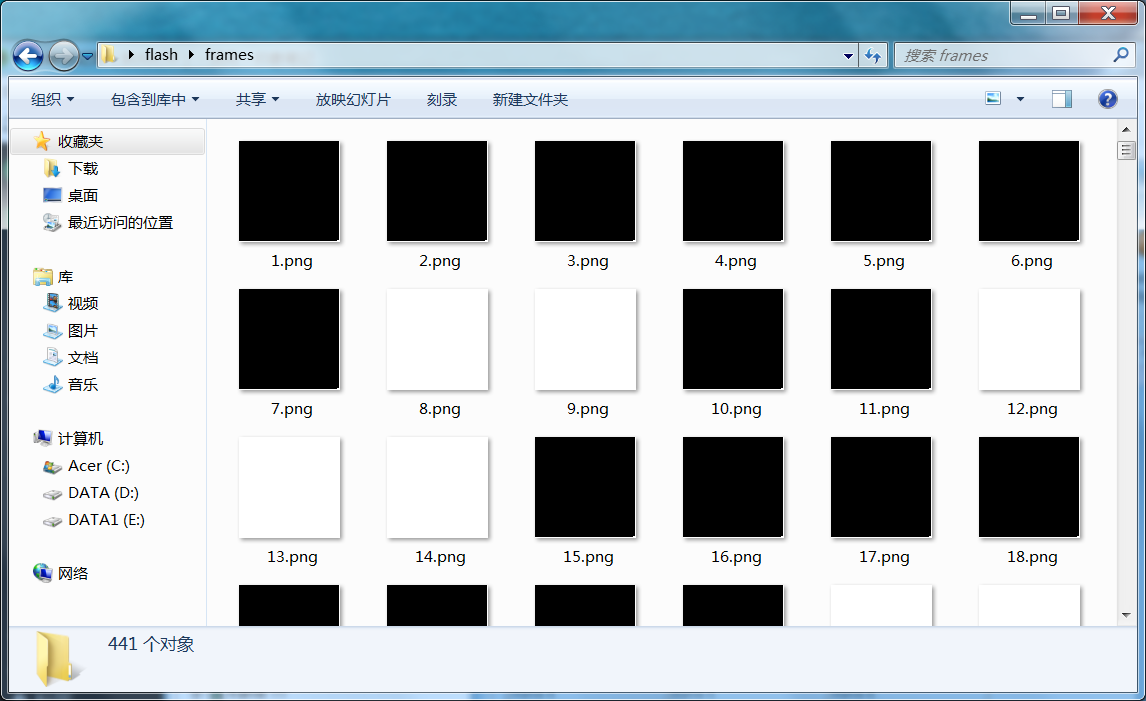 flash frames
搜索 frames
组织 包含到库中 共享 放映幻灯片 刻录 新建文件夹
收藏夹
下载
桌面
最近访问的位置
库
视频
图片
文档
音乐
计算机
Acer (C:)
DATA (D:)
DATA1 (E:)
网络
1.png 2.png 3.png 4.png 5.png 6.png
7.png 8.png 9.png 10.png 11.png 12.png
13.png 14.png 15.png 16.png 17.png 18.png
441 个对象